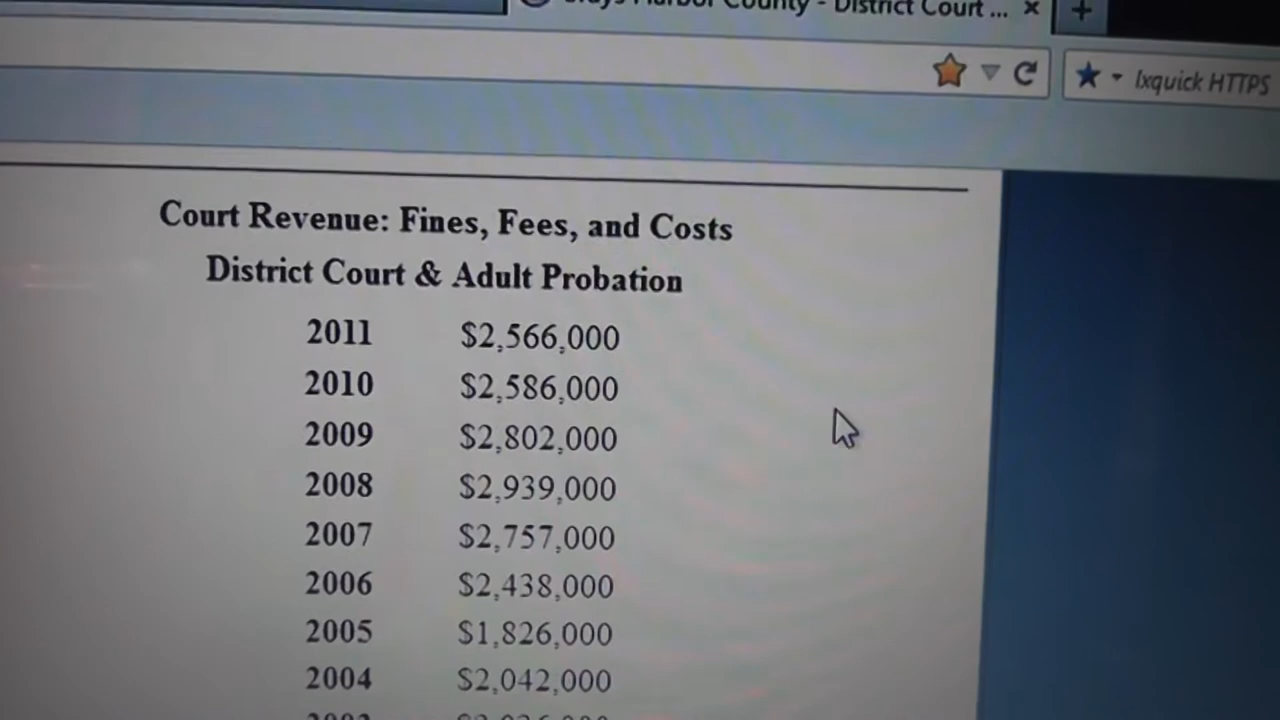 County - District Court ...
Ixquick HTTPS
Court Revenue: Fines, Fees, and Costs
District Court & Adult Probation
2011 $2,566,000
2010 $2,586,000
2009 $2,802,000
2008 $2,939,000
2007 $2,757,000
2006 $2,438,000
2005 $1,826,000
2004 $2,042,000